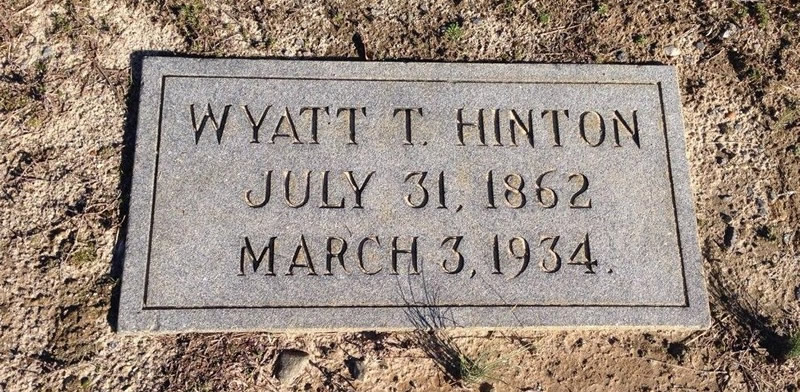 WYATT T. HINTON
JULY 31, 1862
MARCH 3, 1934.